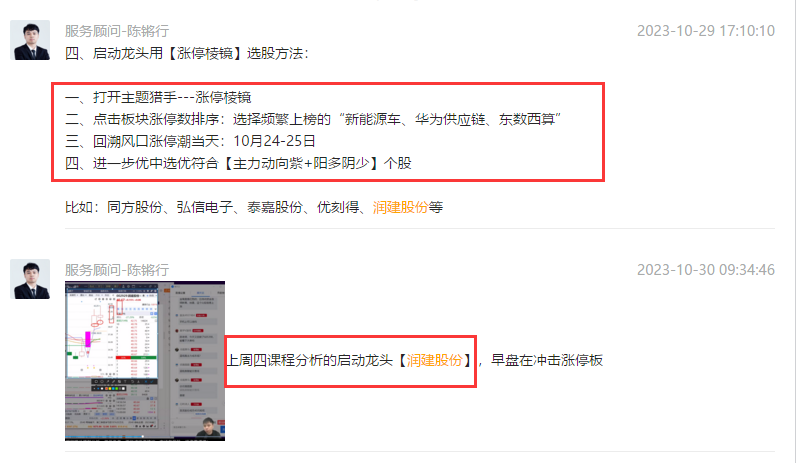 服务顾问-陈锵行
2023-10-29 17:10:10
四、启动龙头用【涨停棱镜】选股方法：
一、打开主题猎手---涨停棱镜
二、点击板块涨停数排序：选择频繁上榜的“新能源车、华为供应链、东数西算”
三、回溯风口涨停潮当天：10月24-25日
四、进一步优中选优符合【主力动向紫+阳多阴少】个股
比如：同方股份、弘信电子、泰嘉股份、优刻得、润建股份等
服务顾问-陈锵行
2023-10-30 09:34:46
上周四课程分析的启动龙头【润建股份】，早盘在冲击涨停板